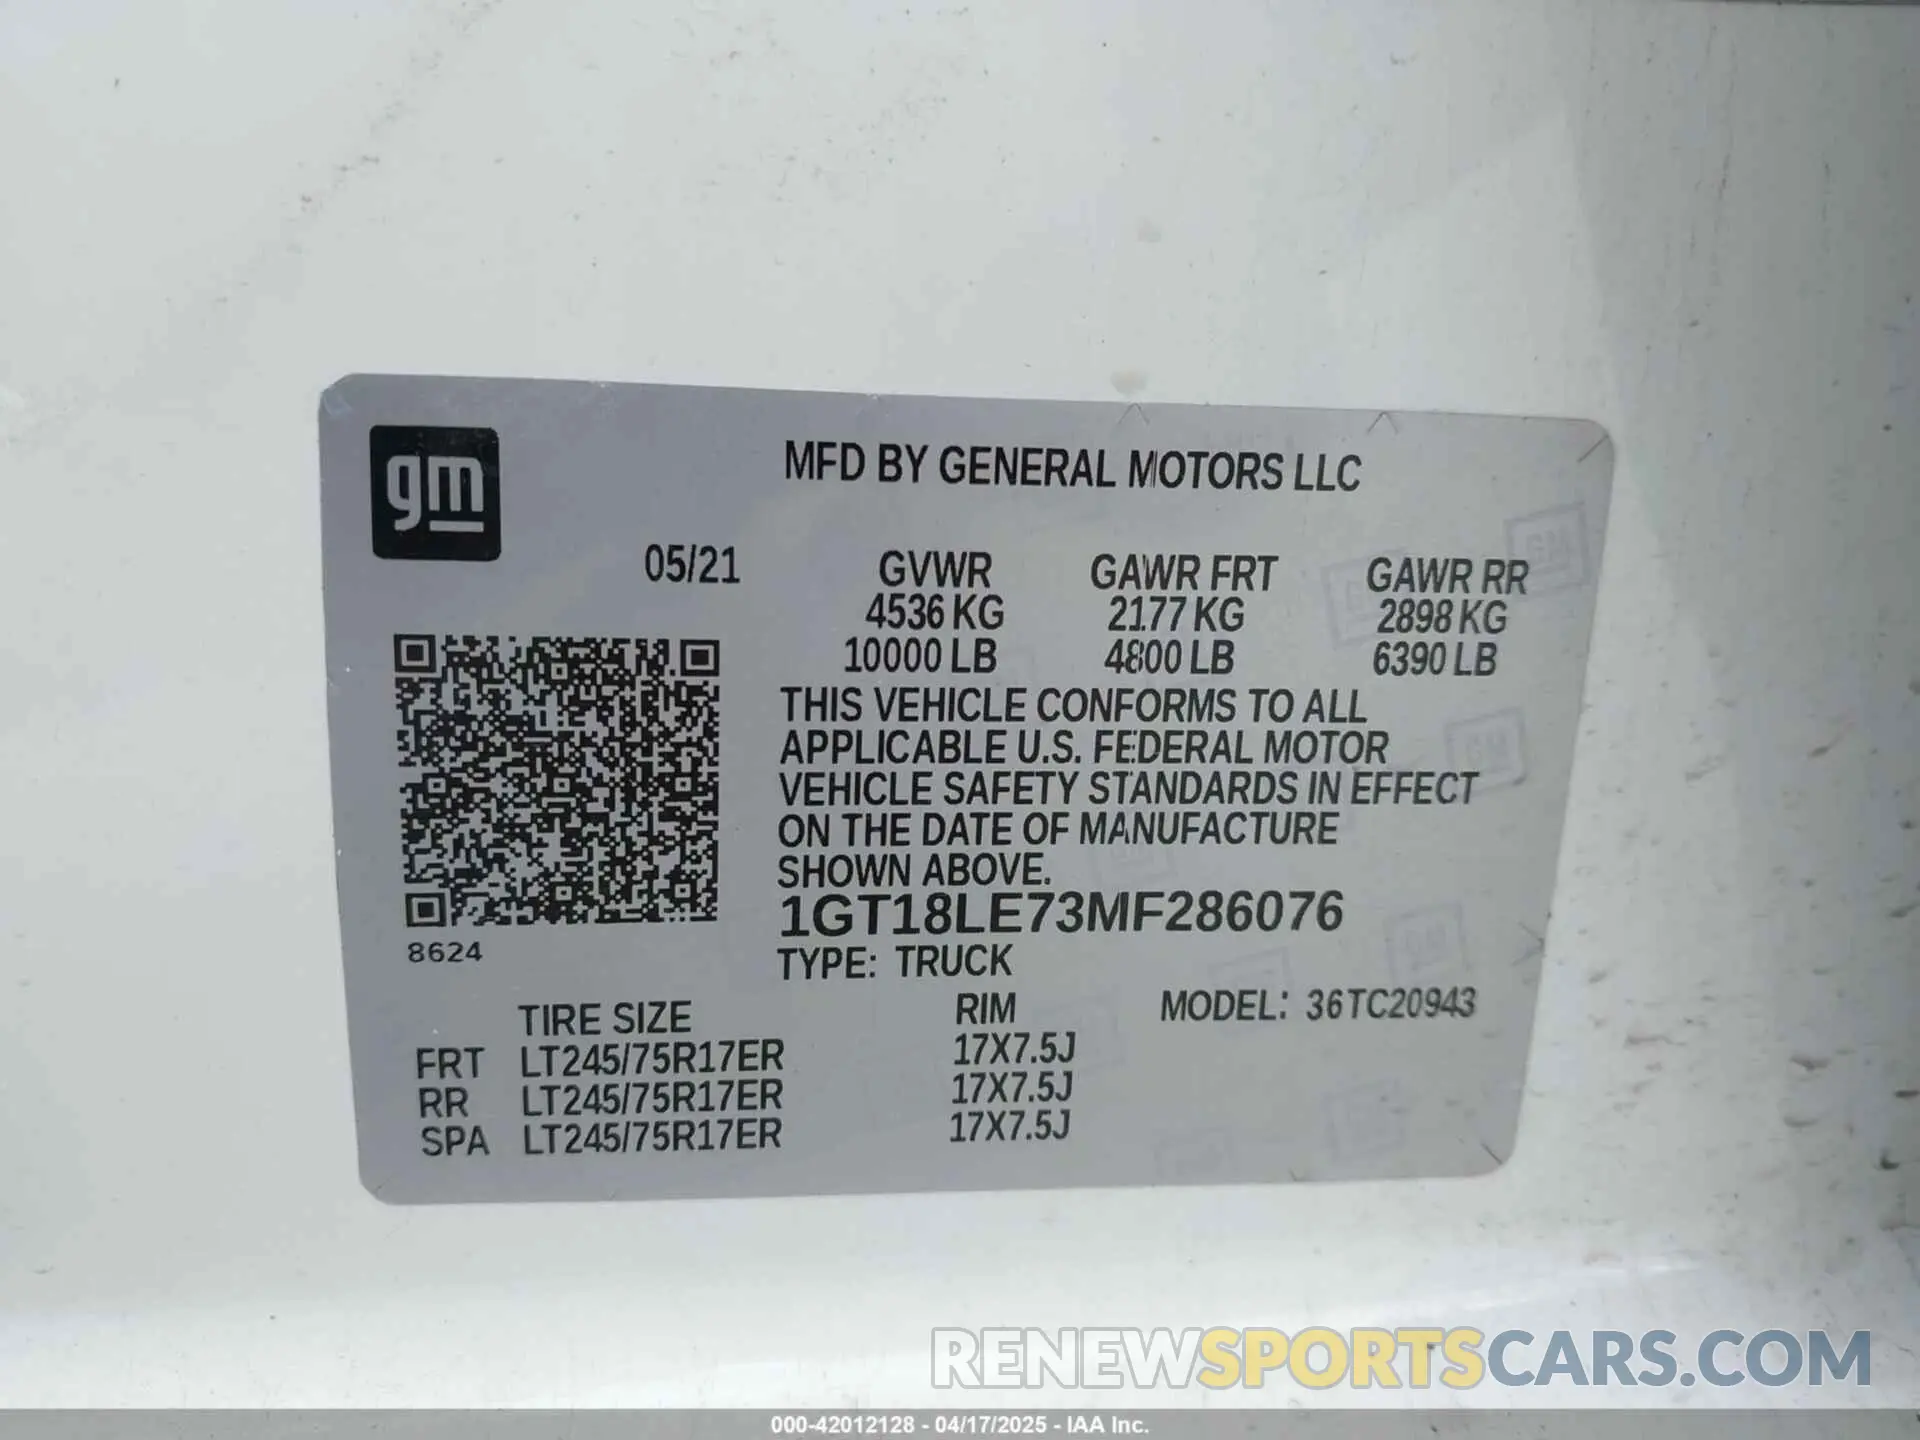 gm
MFD BY GENERAL MOTORS LLC
05/21 GVWR GAWR FRT GAWR RR
4536 KG 2177 KG 2898 KG
10000 LB 4800 LB 6390 LB
THIS VEHICLE CONFORMS TO ALL
APPLICABLE U.S. FEDERAL MOTOR
VEHICLE SAFETY STANDARDS IN EFFECT
ON THE DATE OF MANUFACTURE
SHOWN ABOVE.
1GT18LE73MF286076
8624
TYPE: TRUCK
TIRE SIZE RIM MODEL: 36TC20943
FRT LT245/75R17ER 17X7.5J
RR LT245/75R17ER 17X7.5J
SPA LT245/75R17ER 17X7.5J
RENEWSPORTSCARS.COM
000-42012128 - 04/17/2025 - IAA Inc.